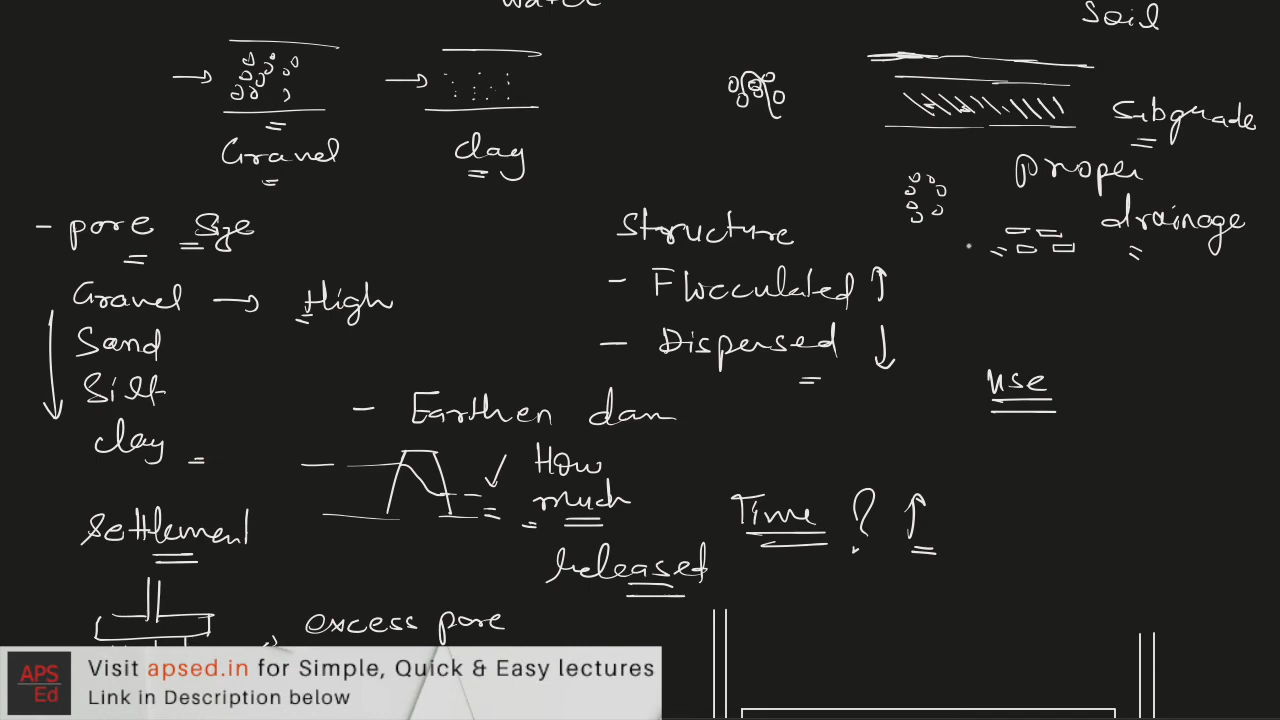 water
Soil
Gravel
clay
Subgrade
proper
drainage
- pore size
Gravel → High
Sand
Silt
clay
Structure
- Flocculated ↑
- Dispersed ↓
use
- Earthen dam
How
much
released
Time ? ↑
Settlement
excess pore
APS
Ed
Visit apsed.in for Simple, Quick & Easy lectures
Link in Description below